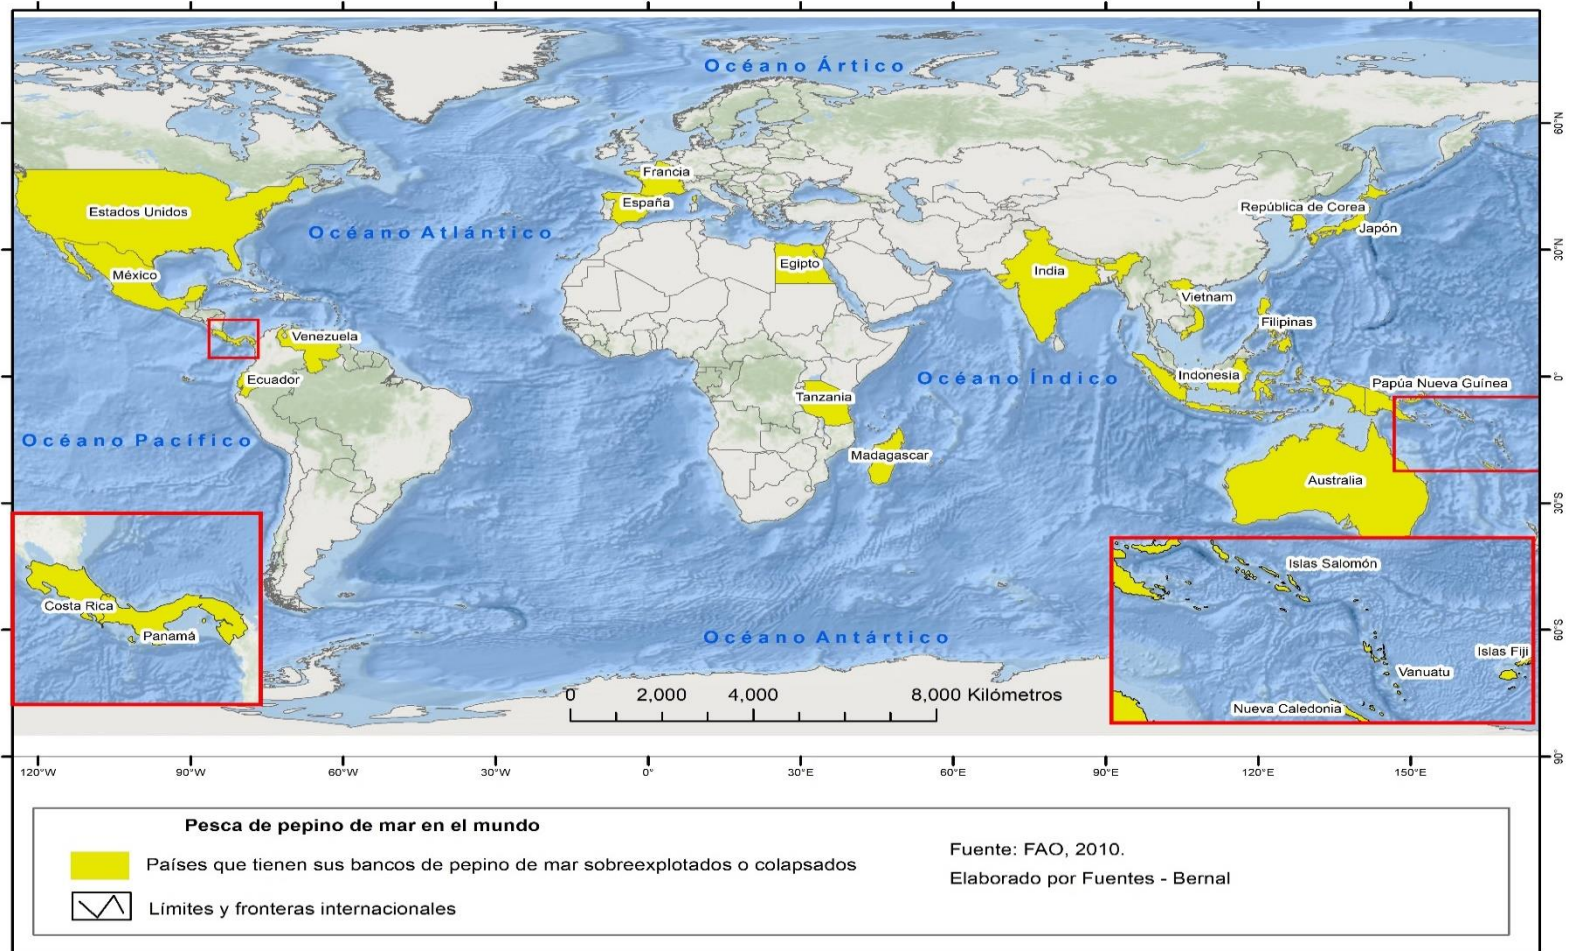 Océano Ártico
60°N
Francia
Estados Unidos
España
República de Corea
Océano Atlántico
Japón
30°N
México
Egipto
India
Vietnam
Venezuela
Filipinas
Ecuador
Océano Índico
Indonesia
0°
Papúa Nueva Guínea
Tanzania
Océano Pacífico
Madagascar
Australia
30°S
Islas Salomón
Costa Rica
Panamá
Océano Antártico
60°S
Islas Fiji
Vanuatu
Nueva Caledonia
0 2,000 4,000 8,000 Kilómetros
90°
120°W 90°W 60°W 30°W 0° 30°E 60°E 90°E 120°E 150°E
Pesca de pepino de mar en el mundo
Países que tienen sus bancos de pepino de mar sobreexplotados o colapsados
Límites y fronteras internacionales
Fuente: FAO, 2010.
Elaborado por Fuentes - Bernal